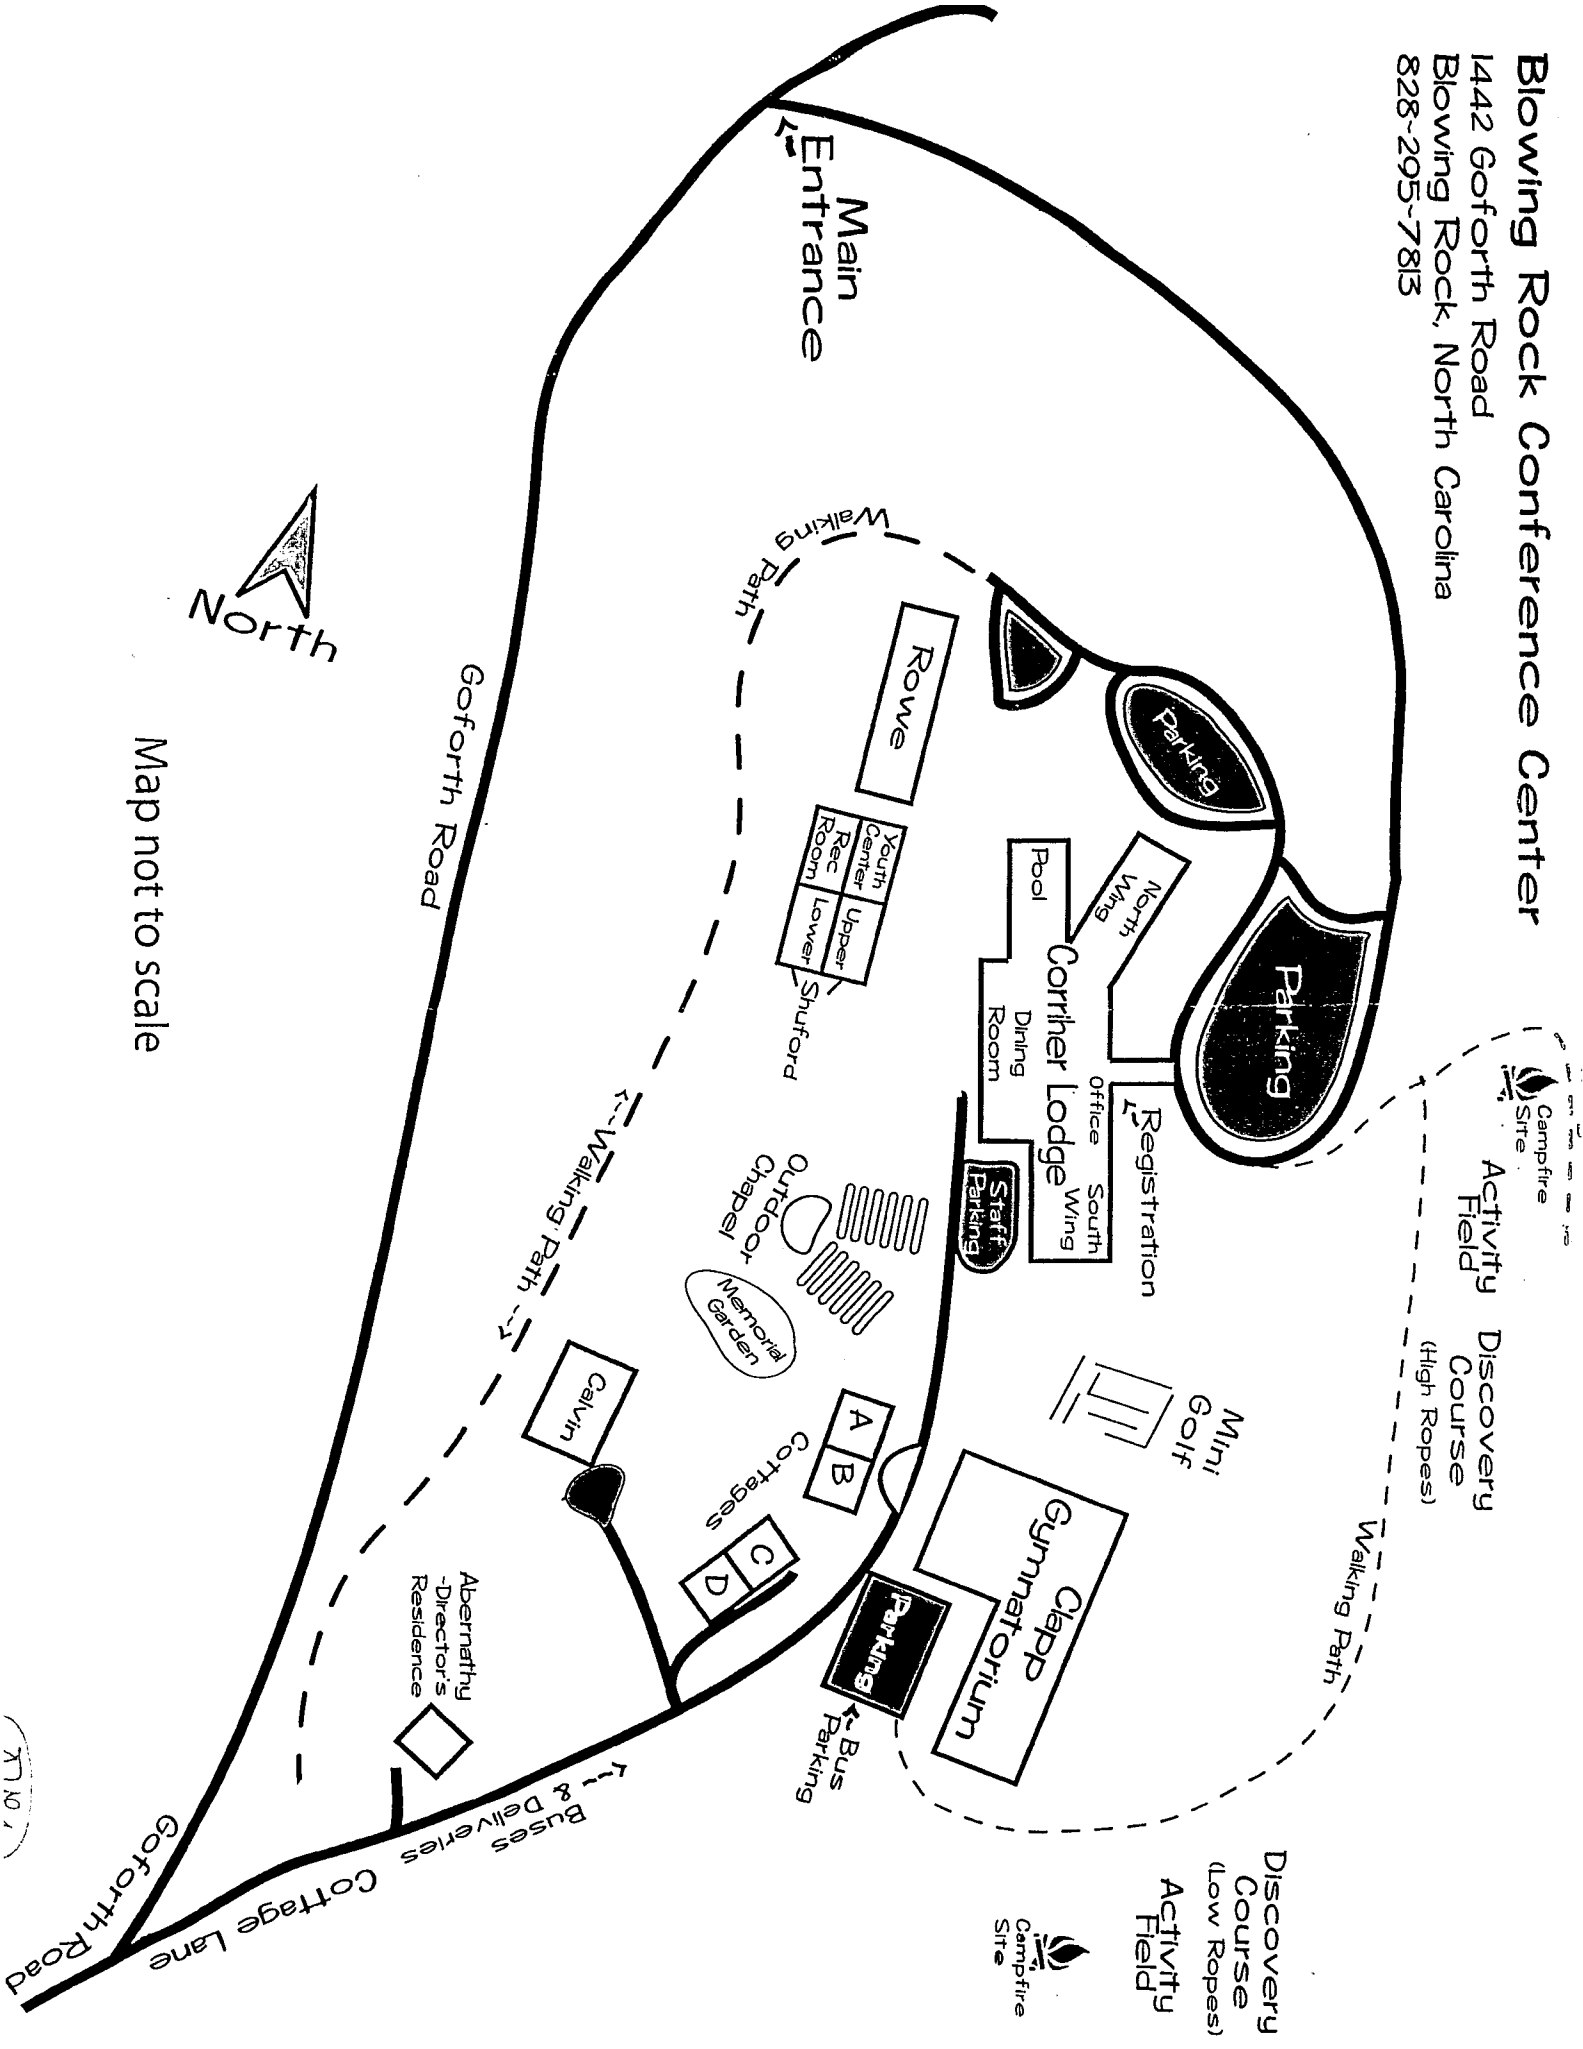 Blowing Rock Conference Center
1442 Goforth Road
Blowing Rock, North Carolina
828-295-7813
Main
Entrance
Walking Path
Rowe
Parking
Parking
North
Wing
Pool
Corriher Lodge
Dining
Room
Office
South
Wing
Registration
Staff
Parking
Youth
Center
Rec
Room
Upper
Lower
Shuford
Campfire
Site
Activity
Field
Discovery
Course
(High Ropes)
Walking Path
Mini
Golf
Clapp
Gymnatorium
Parking
Bus
Parking
Outdoor
Chapel
Memorial
Garden
Walking Path
Calvin
A
B
C
D
Cottages
Abernathy
-Director's
Residence
Buses
& Deliveries
Cottage Lane
Discovery
Course
(Low Ropes)
Activity
Field
Campfire
Site
North
Goforth Road
Map not to scale
Goforth Road